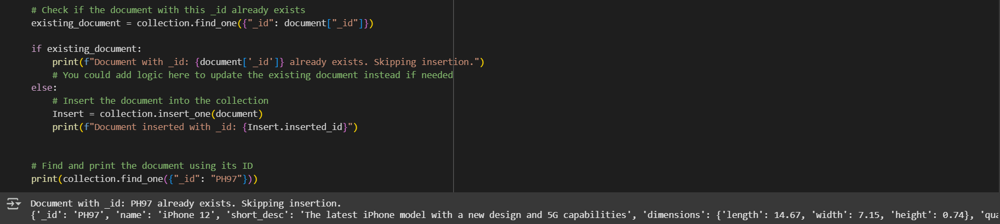 # Check if the document with this _id already exists
existing_document = collection.find_one({"_id": document["_id"]})
if existing_document:
print(f"Document with _id: {document['_id']} already exists. Skipping insertion.")
# You could add logic here to update the existing document instead if needed
else:
# Insert the document into the collection
Insert = collection.insert_one(document)
print(f"Document inserted with _id: {Insert.inserted_id}")
# Find and print the document using its ID
print(collection.find_one({"_id": "PH97"}))
Document with _id: PH97 already exists. Skipping insertion.
{'_id': 'PH97', 'name': 'iPhone 12', 'short_desc': 'The latest iPhone model with a new design and 5G capabilities', 'dimensions': {'length': 14.67, 'width': 7.15, 'height': 0.74},